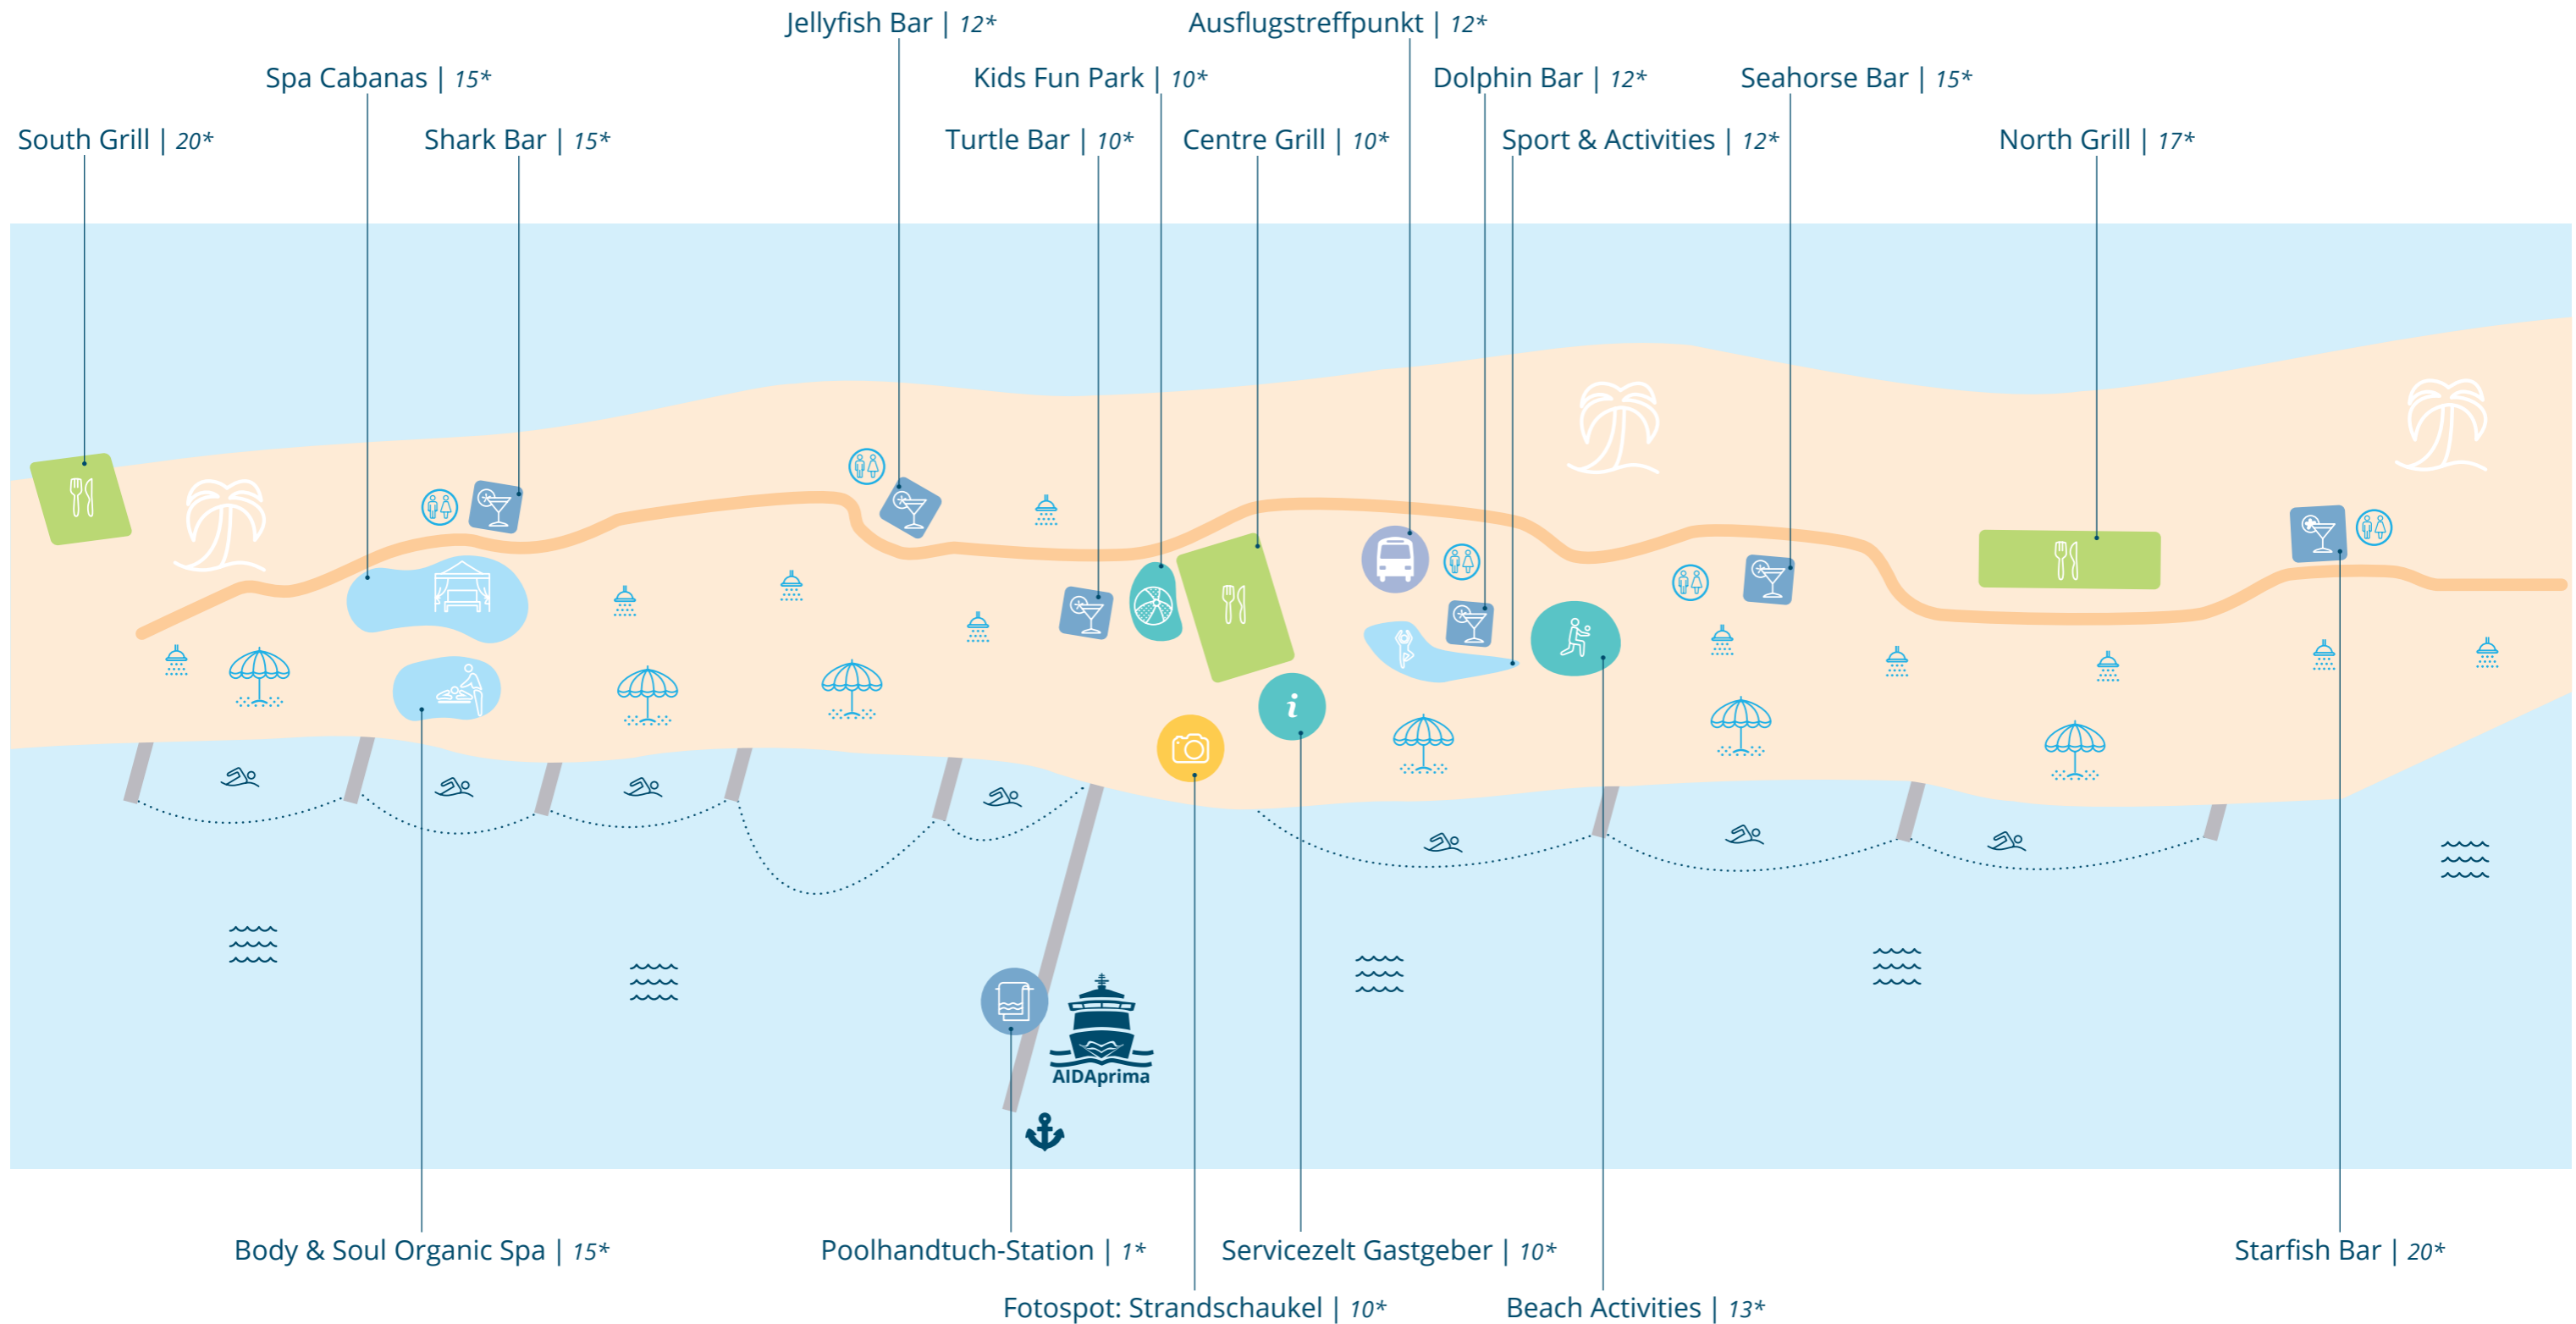 Jellyfish Bar | 12*
Ausflugstreffpunkt | 12*
Spa Cabanas | 15*
Kids Fun Park | 10*
Dolphin Bar | 12*
Seahorse Bar | 15*
South Grill | 20*
Shark Bar | 15*
Turtle Bar | 10*
Centre Grill | 10*
Sport & Activities | 12*
North Grill | 17*
i
AIDAprima
Body & Soul Organic Spa | 15*
Poolhandtuch-Station | 1*
Servicezelt Gastgeber | 10*
Starfish Bar | 20*
Fotospot: Strandschaukel | 10*
Beach Activities | 13*